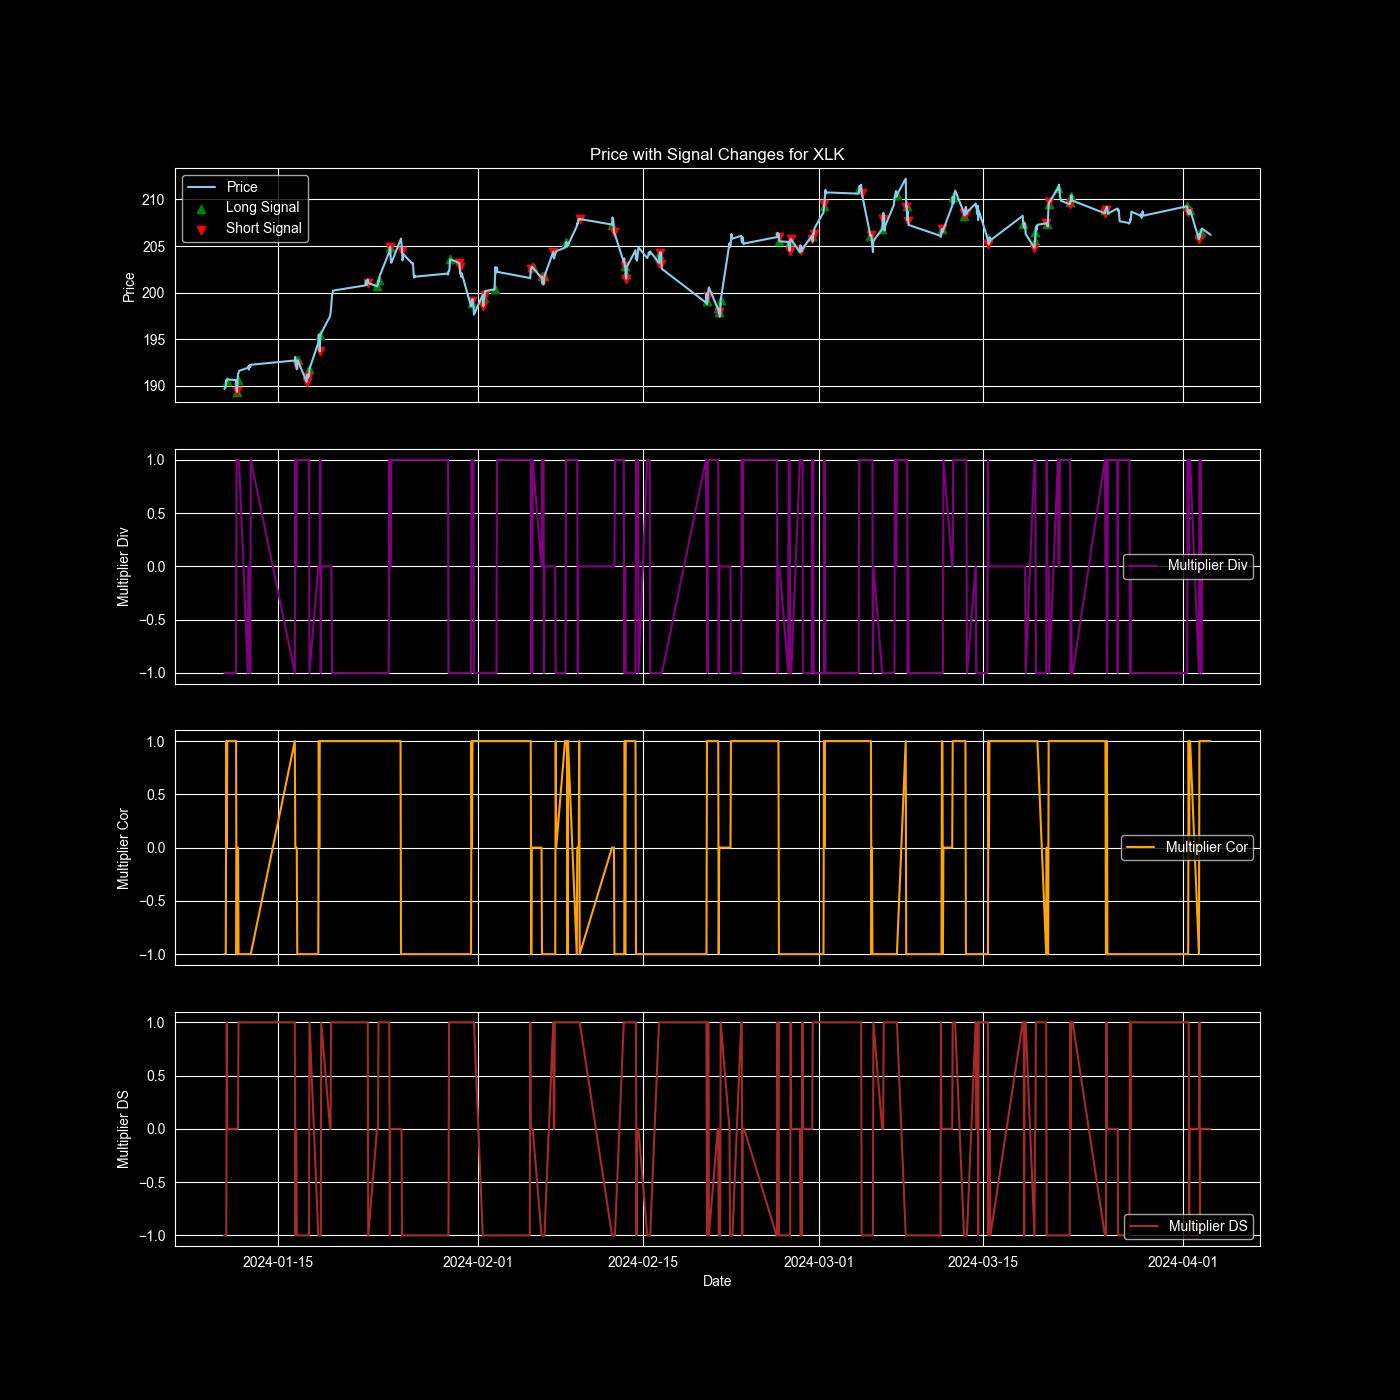 Price with Signal Changes for XLK
Price
Long Signal
Short Signal
210
205
200
195
190
Price
1.0
0.5
0.0
−0.5
−1.0
Multiplier Div
Multiplier Div
1.0
0.5
0.0
−0.5
−1.0
Multiplier Cor
Multiplier Cor
1.0
0.5
0.0
−0.5
−1.0
Multiplier DS
Multiplier DS
2024-01-15 2024-02-01 2024-02-15 2024-03-01 2024-03-15 2024-04-01
Date